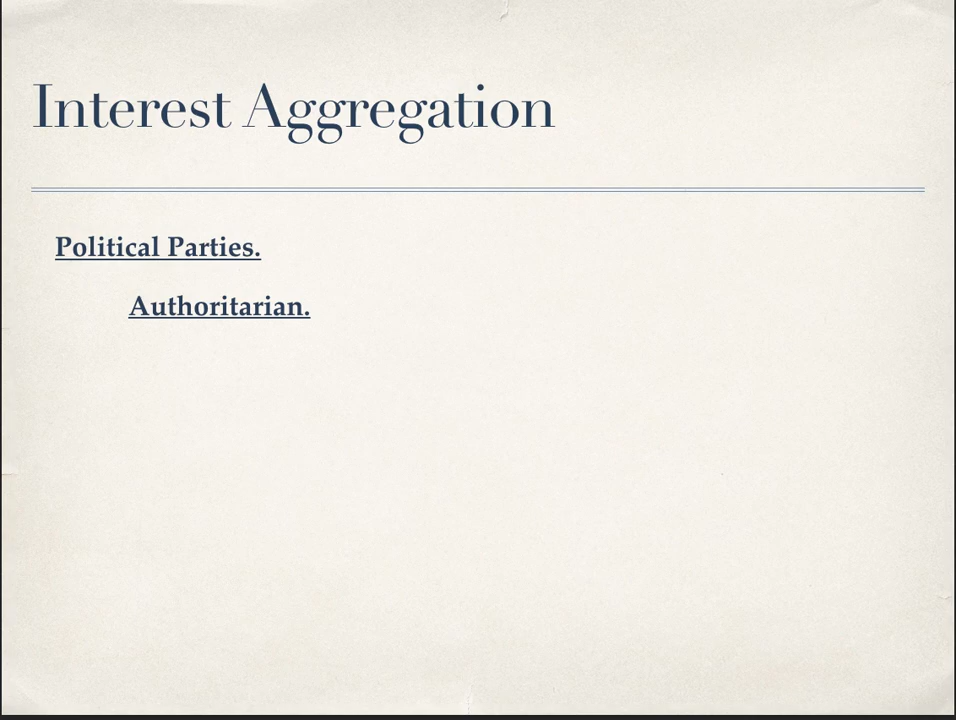 Interest Aggregation
Political Parties.
Authoritarian.